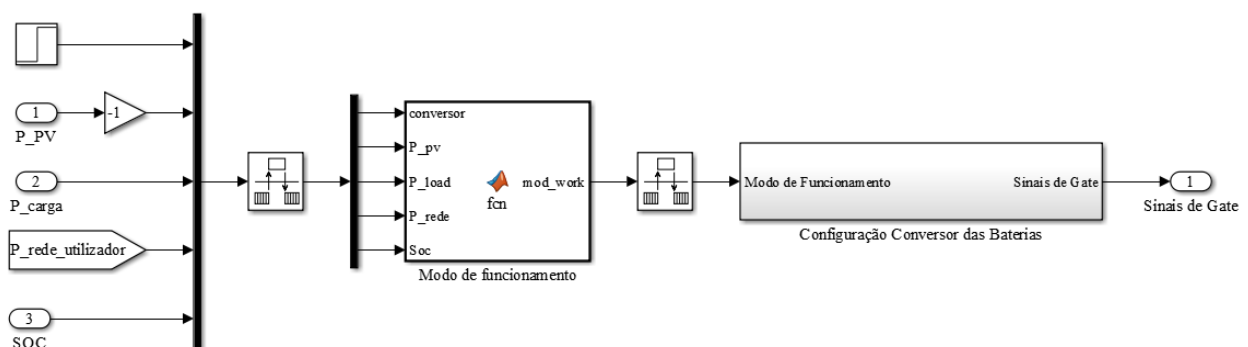 1
P_PV
-1
2
P_carga
P_rede_utilizador
3
SOC
conversor
P_pv
P_load
P_rede
Soc
fcn
mod_work
Modo de funcionamento
Modo de Funcionamento
Sinais de Gate
Configuração Conversor das Baterias
1
Sinais de Gate